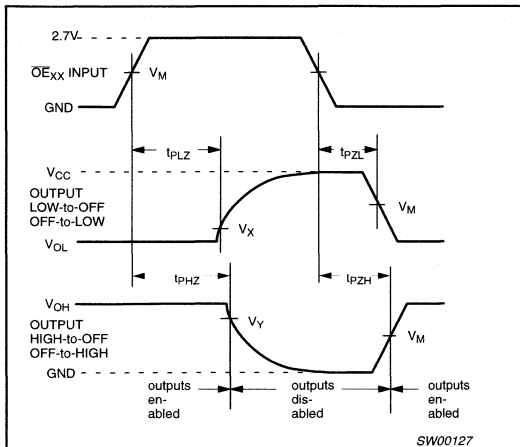 2.7V
OE̅XX INPUT
VM
GND
tPLZ
tPZL
VCC
OUTPUT
LOW-to-OFF
OFF-to-LOW
VM
VX
VOL
tPHZ
tPZH
VOH
OUTPUT
HIGH-to-OFF
OFF-to-HIGH
VY
VM
GND
outputs
en-
abled
outputs
dis-
abled
outputs
en-
abled
SW00127